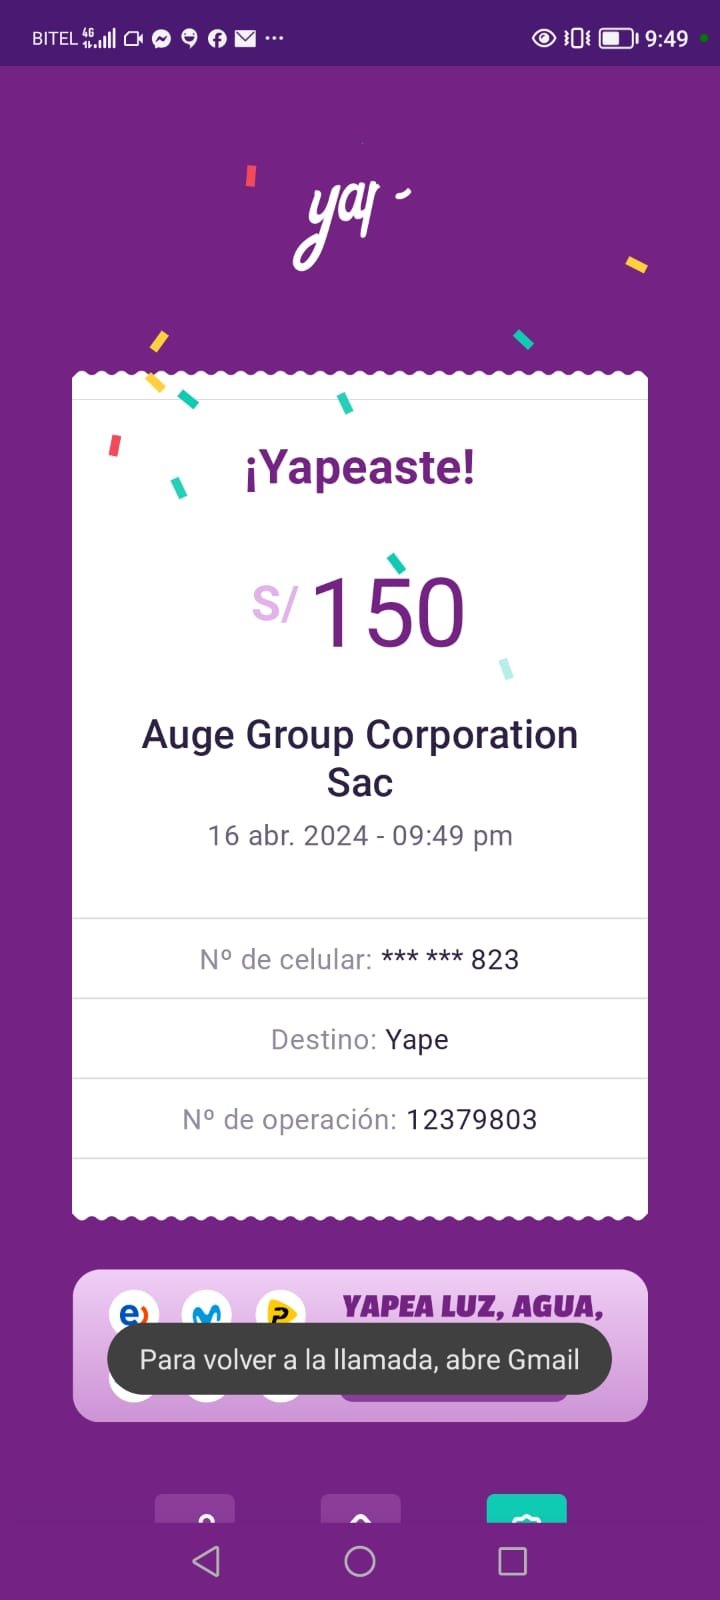 BITEL 4G 9:49
yap
¡Yapeaste!
S/ 150
Auge Group Corporation
Sac
16 abr. 2024 - 09:49 pm
Nº de celular: *** *** 823
Destino: Yape
Nº de operación: 12379803
YAPEA LUZ, AGUA,
Para volver a la llamada, abre Gmail